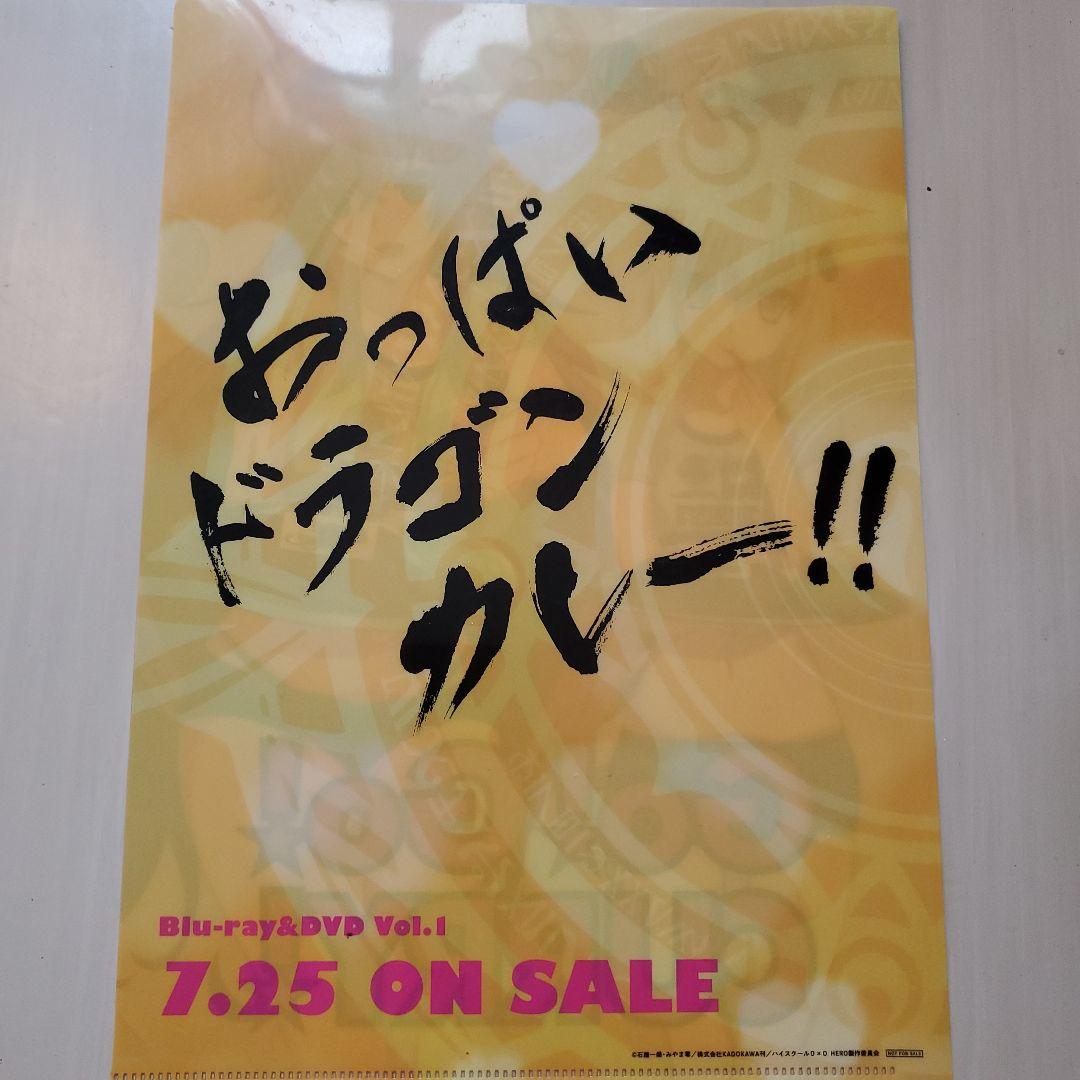 おっぱい
ドラゴン
カレー!!
Blu-ray&DVD Vol.1
7.25 ON SALE
©石踏一榮・みやま零/株式会社KADOKAWA刊/ハイスクールD×D HERO製作委員会 NOT FOR SALE